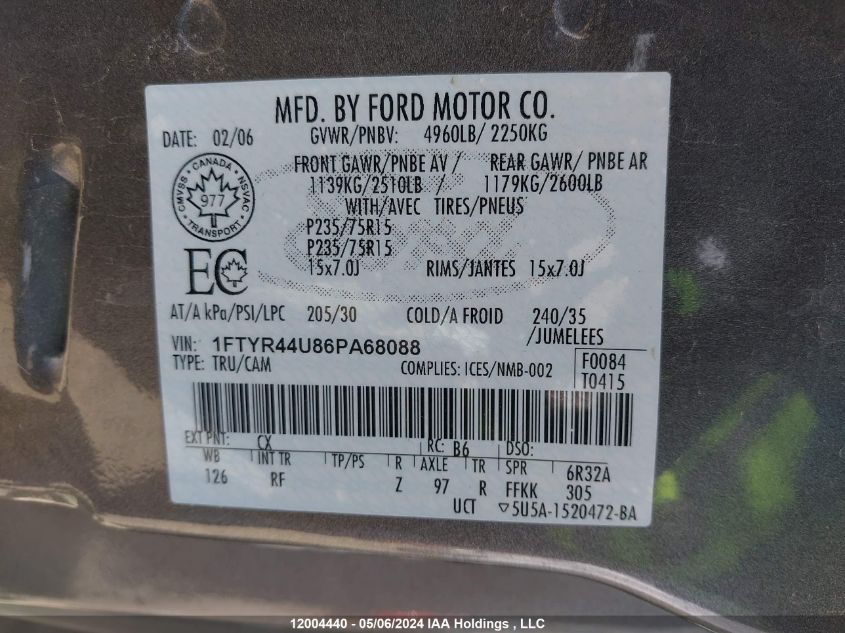 MFD. BY FORD MOTOR CO.
DATE: 02/06 GVWR/PNBV: 4960LB/ 2250KG
FRONT GAWR/PNBE AV / REAR GAWR/ PNBE AR
1139KG/2510LB / 1179KG/2600LB
WITH/AVEC TIRES/PNEUS
P235/75R15
P235/75R15
15x7.0J RIMS/JANTES 15x7.0J
CANADA
CMVSS NSVAC
977
TRANSPORT
EC
AT/A kPa/PSI/LPC 205/30 COLD/A FROID 240/35
/JUMELEES
VIN: 1FTYR44U86PA68088
TYPE: TRU/CAM COMPLIES: ICES/NMB-002
F0084
T0415
EXT PNT: CX RC: B6 DSO:
WB INT TR TP/PS R AXLE TR SPR 6R32A
126 RF Z 97 R FFKK 305
UCT ▽5U5A-1520472-BA
12004440 - 05/06/2024 IAA Holdings , LLC